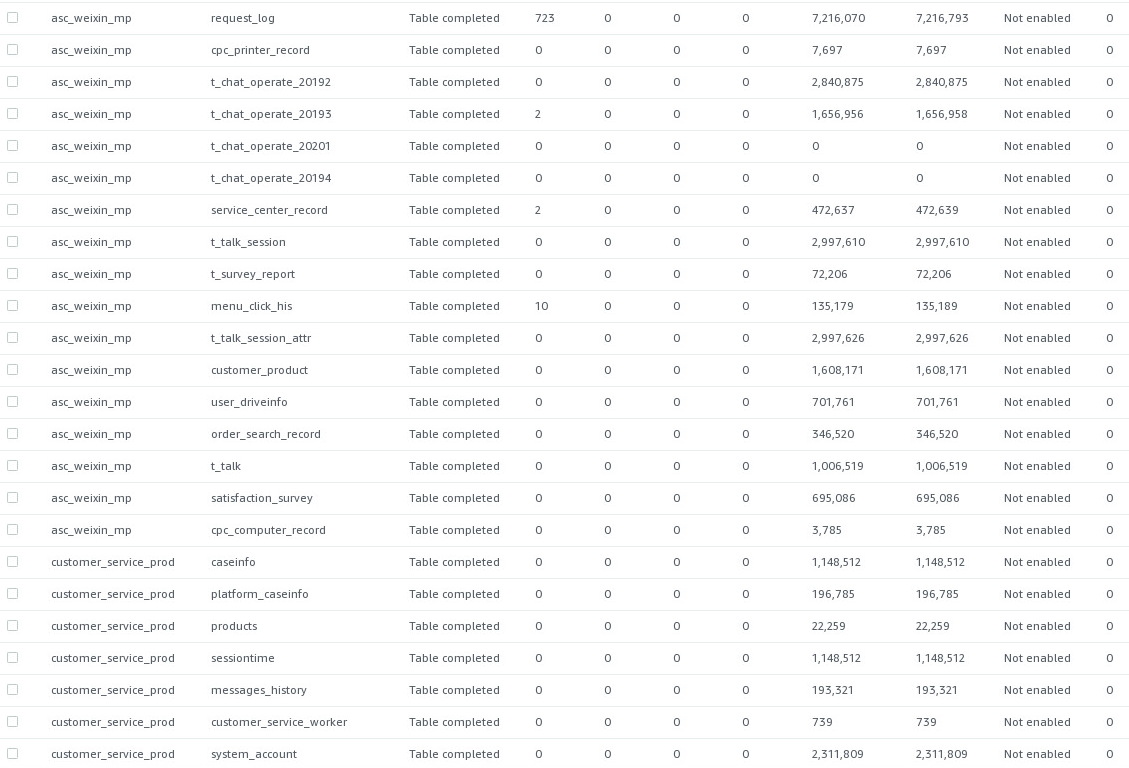 asc_weixin_mp request_log Table completed 723 0 0 0 7,216,070 7,216,793 Not enabled 0
asc_weixin_mp cpc_printer_record Table completed 0 0 0 0 7,697 7,697 Not enabled 0
asc_weixin_mp t_chat_operate_20192 Table completed 0 0 0 0 2,840,875 2,840,875 Not enabled 0
asc_weixin_mp t_chat_operate_20193 Table completed 2 0 0 0 1,656,956 1,656,958 Not enabled 0
asc_weixin_mp t_chat_operate_20201 Table completed 0 0 0 0 0 0 Not enabled 0
asc_weixin_mp t_chat_operate_20194 Table completed 0 0 0 0 0 0 Not enabled 0
asc_weixin_mp service_center_record Table completed 2 0 0 0 472,637 472,639 Not enabled 0
asc_weixin_mp t_talk_session Table completed 0 0 0 0 2,997,610 2,997,610 Not enabled 0
asc_weixin_mp t_survey_report Table completed 0 0 0 0 72,206 72,206 Not enabled 0
asc_weixin_mp menu_click_his Table completed 10 0 0 0 135,179 135,189 Not enabled 0
asc_weixin_mp t_talk_session_attr Table completed 0 0 0 0 2,997,626 2,997,626 Not enabled 0
asc_weixin_mp customer_product Table completed 0 0 0 0 1,608,171 1,608,171 Not enabled 0
asc_weixin_mp user_driveinfo Table completed 0 0 0 0 701,761 701,761 Not enabled 0
asc_weixin_mp order_search_record Table completed 0 0 0 0 346,520 346,520 Not enabled 0
asc_weixin_mp t_talk Table completed 0 0 0 0 1,006,519 1,006,519 Not enabled 0
asc_weixin_mp satisfaction_survey Table completed 0 0 0 0 695,086 695,086 Not enabled 0
asc_weixin_mp cpc_computer_record Table completed 0 0 0 0 3,785 3,785 Not enabled 0
customer_service_prod caseinfo Table completed 0 0 0 0 1,148,512 1,148,512 Not enabled 0
customer_service_prod platform_caseinfo Table completed 0 0 0 0 196,785 196,785 Not enabled 0
customer_service_prod products Table completed 0 0 0 0 22,259 22,259 Not enabled 0
customer_service_prod sessiontime Table completed 0 0 0 0 1,148,512 1,148,512 Not enabled 0
customer_service_prod messages_history Table completed 0 0 0 0 193,321 193,321 Not enabled 0
customer_service_prod customer_service_worker Table completed 0 0 0 0 739 739 Not enabled 0
customer_service_prod system_account Table completed 0 0 0 0 2,311,809 2,311,809 Not enabled 0